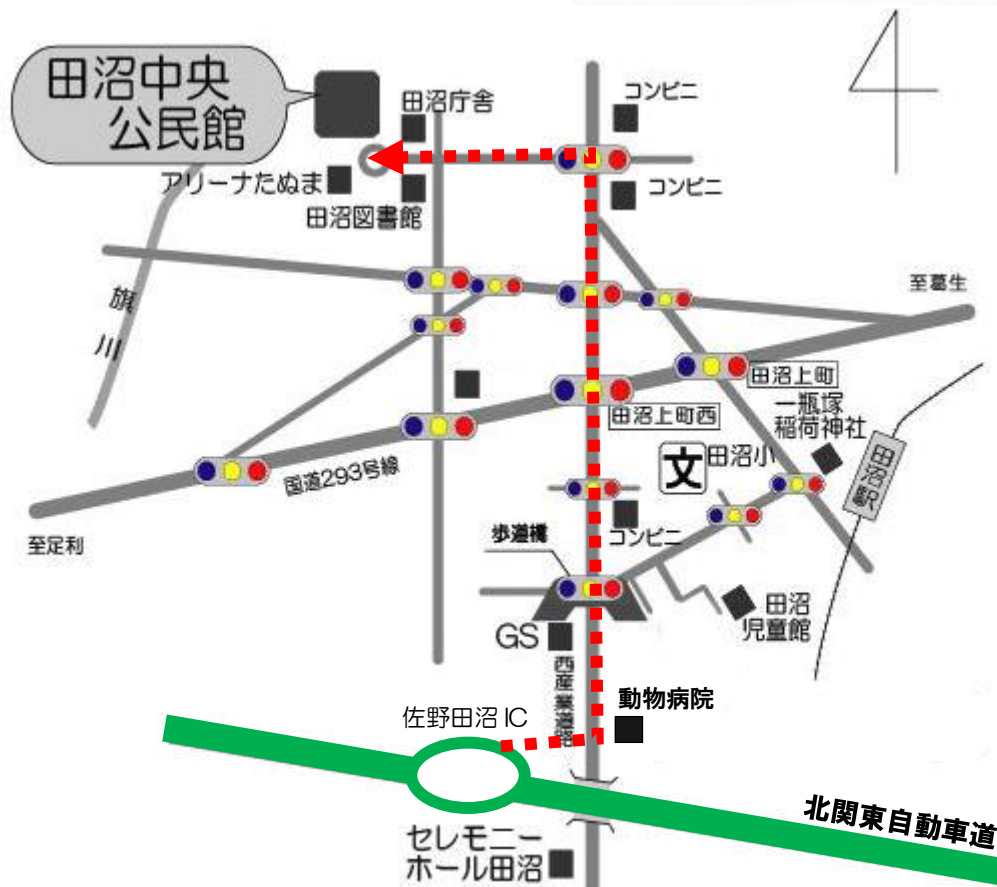 田沼中央
公民館
田沼庁舎
コンビニ
アリーナたぬま
田沼図書館
コンビニ
旗川
至葛生
田沼上町
一瓶塚
稲荷神社
田沼上町西
国道293号線
文
田沼小
田沼駅
至足利
歩道橋
コンビニ
田沼
児童館
GS
西産業道路
動物病院
佐野田沼IC
北関東自動車道
セレモニー
ホール田沼